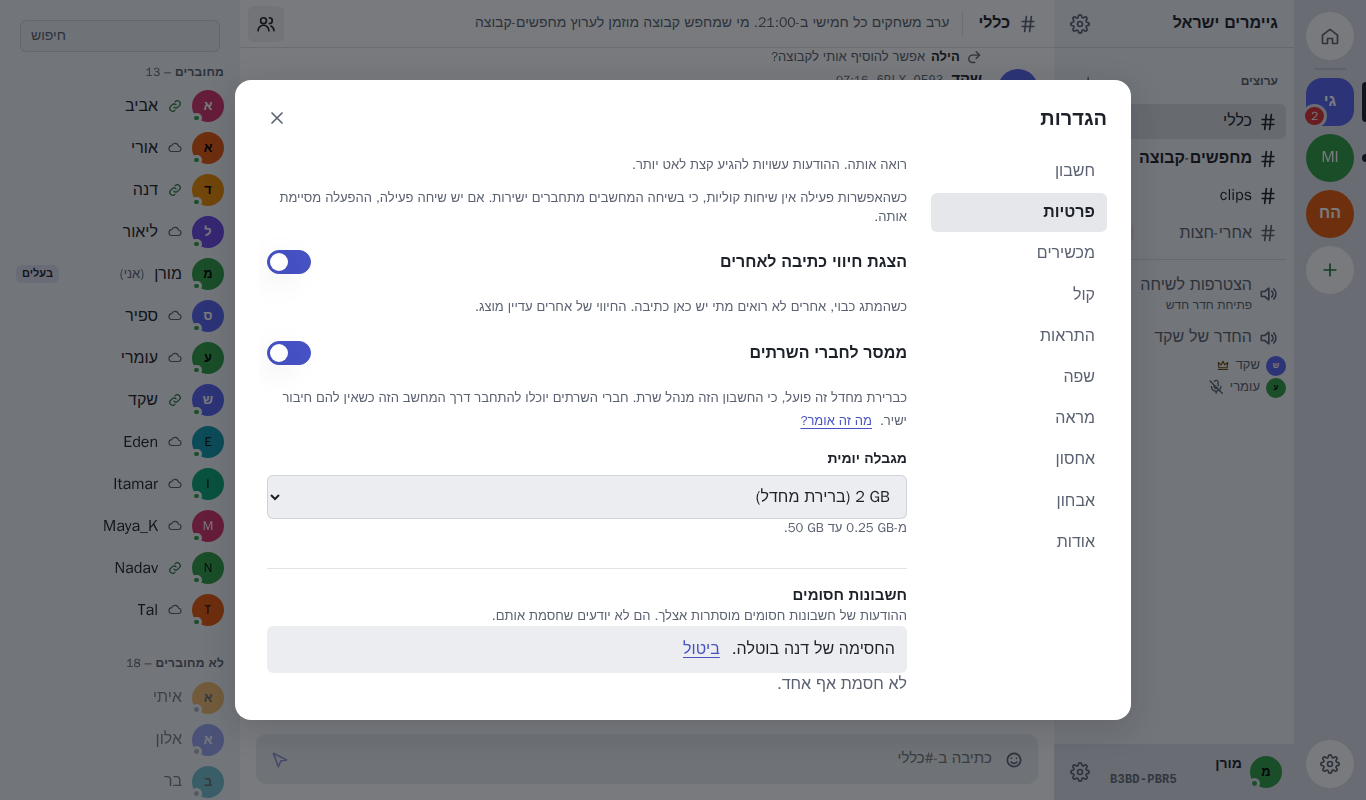 גיימרים ישראל
# כללי
ערב משחקים כל חמישי ב-21:00. מי שמחפש קבוצה מוזמן לערוץ מחפשים-קבוצה
חיפוש
גי
2
MI
הח
ערוצים
כללי
מחפשים-קבוצה
clips
אחרי-חצות
הצטרפות לשיחה
פתיחת חדר חדש
החדר של שקד
ש שקד
ע עומרי
מ מורן
B3BD-PBR5
הילה אפשר להוסיף אותי לקבוצה?
הגדרות
חשבון
פרטיות
מכשירים
קול
התראות
שפה
מראה
אחסון
אבחון
אודות
רואה אותה. ההודעות עשויות להגיע קצת לאט יותר.
כשהאפשרות פעילה אין שיחות קוליות, כי בשיחה המחשבים מתחברים ישירות. אם יש שיחה פעילה, ההפעלה מסיימת
אותה.
הצגת חיווי כתיבה לאחרים
כשהמתג כבוי, אחרים לא רואים מתי יש כאן כתיבה. החיווי של אחרים עדיין מוצג.
ממסר לחברי השרתים
כברירת מחדל זה פועל, כי החשבון הזה מנהל שרת. חברי השרתים יוכלו להתחבר דרך המחשב הזה כשאין להם חיבור
ישיר. מה זה אומר?
מגבלה יומית
2 GB (ברירת מחדל)
מ-0.25 GB עד 50 GB.
חשבונות חסומים
ההודעות של חשבונות חסומים מוסתרות אצלך. הם לא יודעים שחסמת אותם.
החסימה של דנה בוטלה. ביטול
לא חסמת אף אחד.
כתיבה ב-#כללי
מחוברים – 13
א אביב
א אורי
ד דנה
ל ליאור
מ מורן (אני) בעלים
ס ספיר
ע עומרי
ש שקד
E Eden
I Itamar
M Maya_K
N Nadav
T Tal
לא מחוברים – 18
א איתי
א אלון
ב בר